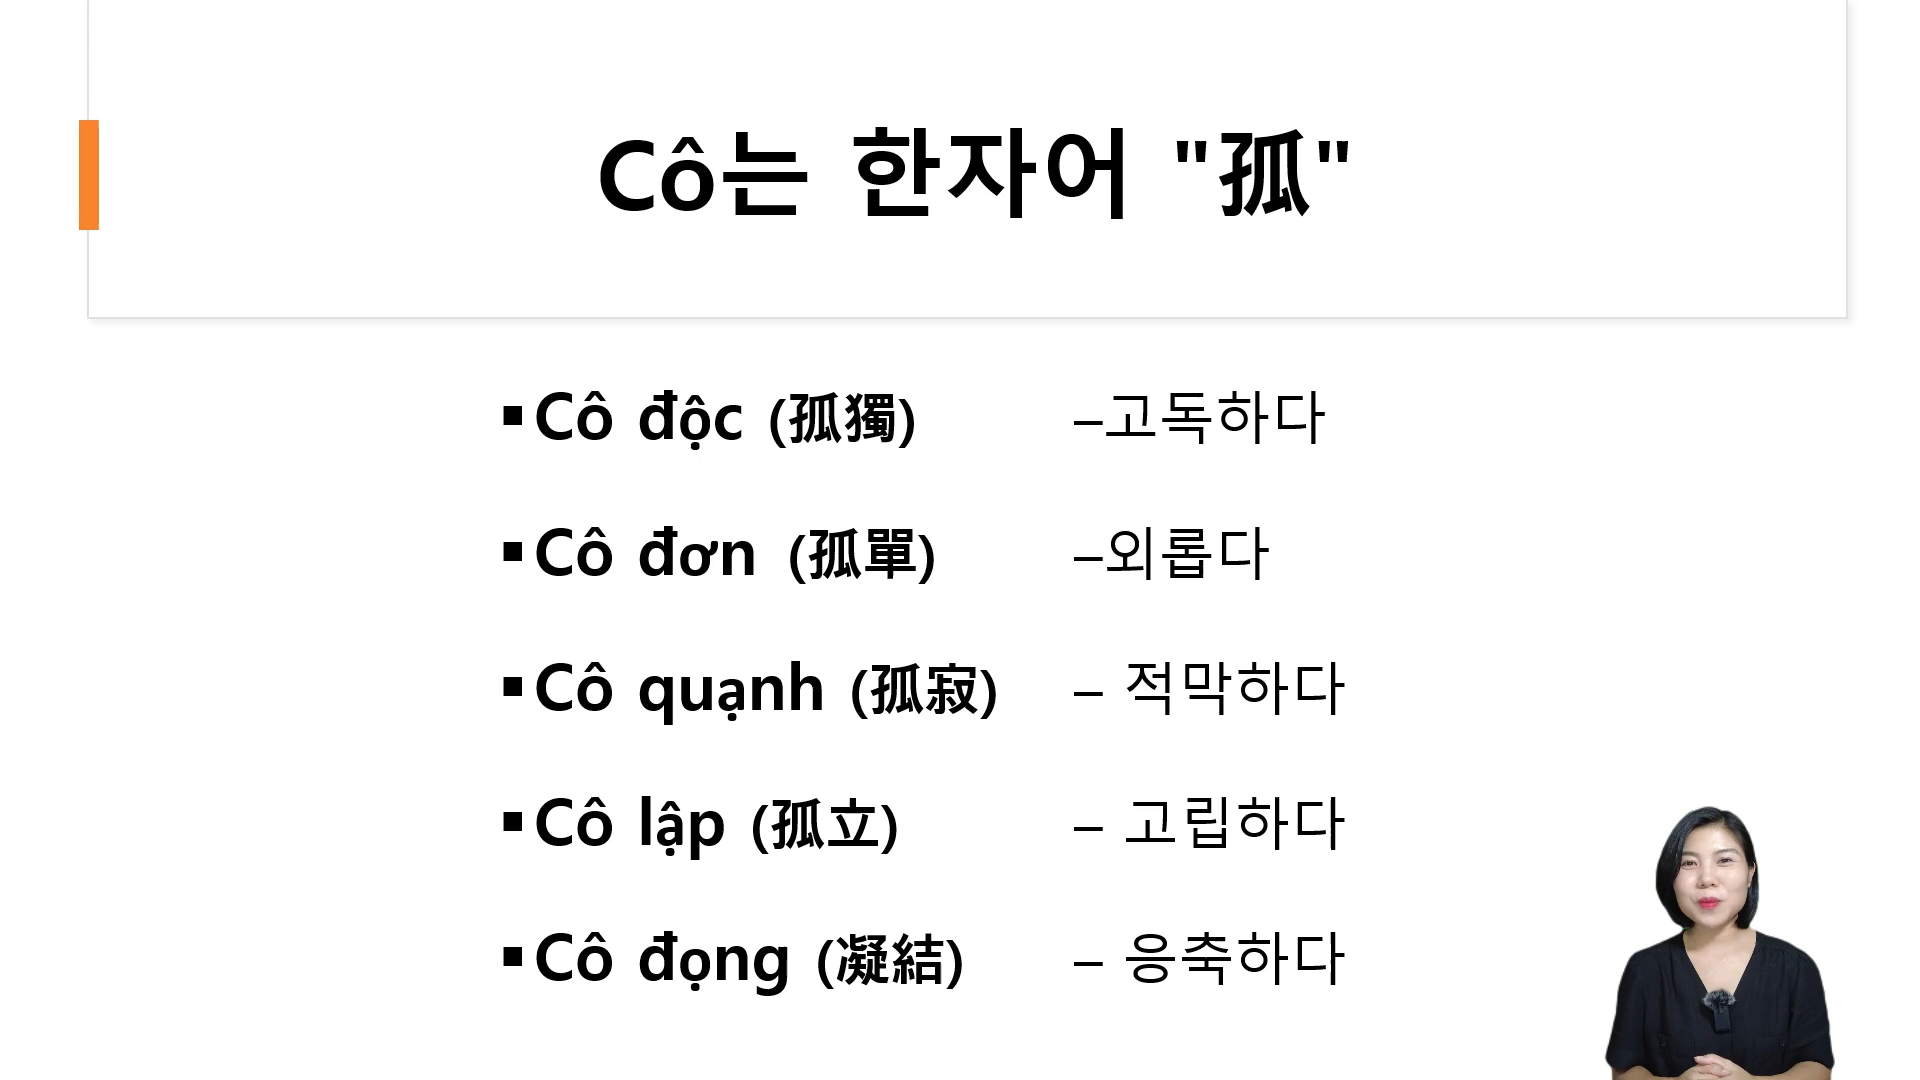 Cô는 한자어 "孤"
▪Cô độc (孤獨) –고독하다
▪Cô đơn (孤單) –외롭다
▪Cô quạnh (孤寂) – 적막하다
▪Cô lập (孤立) – 고립하다
▪Cô đọng (凝結) – 응축하다